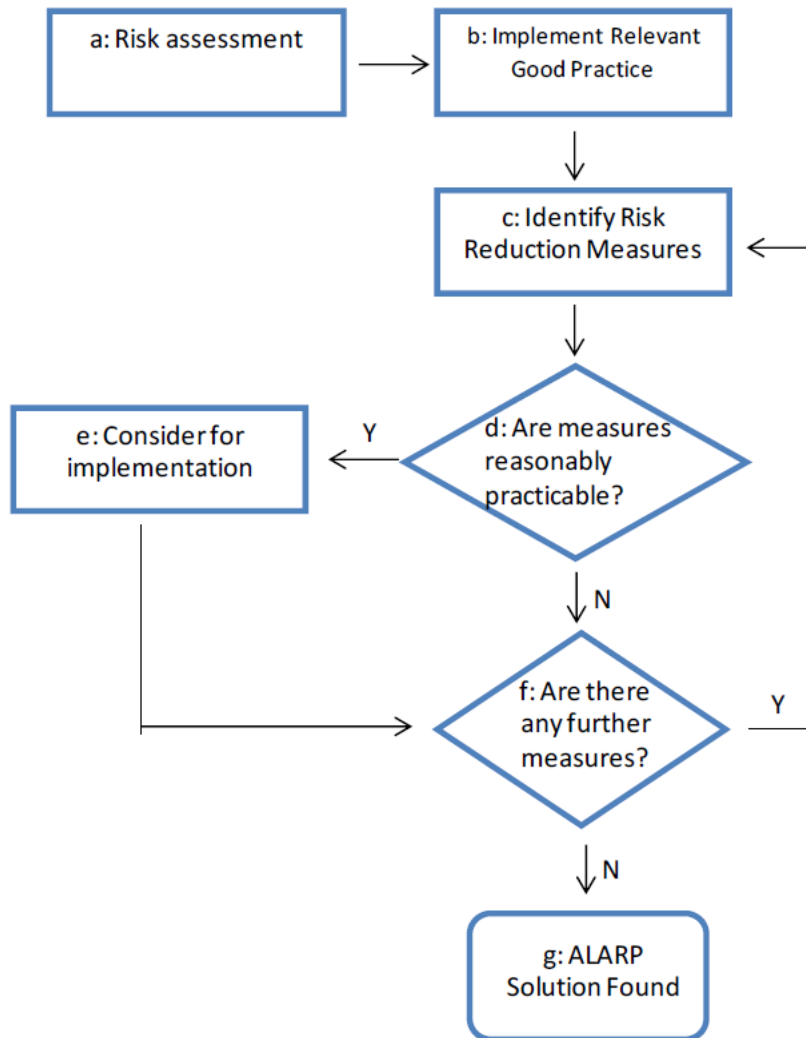 a: Risk assessment
b: Implement Relevant
Good Practice
c: Identify Risk
Reduction Measures
d: Are measures
reasonably
practicable?
Y
e: Consider for
implementation
N
f: Are there
any further
measures?
Y
N
g: ALARP
Solution Found